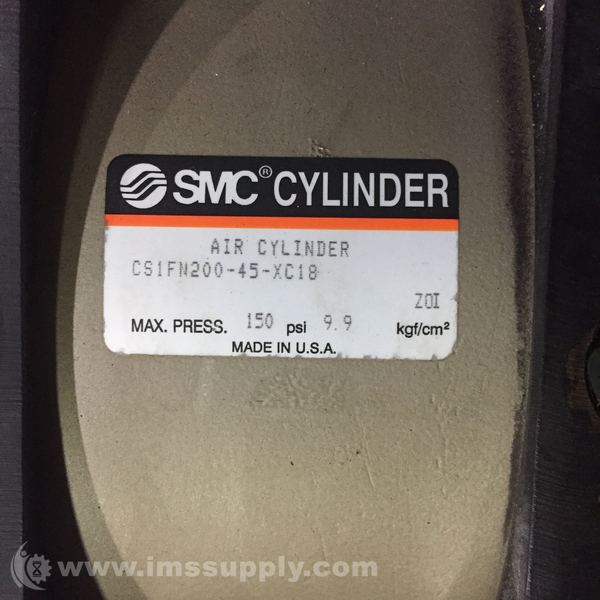 SMC® CYLINDER
AIR CYLINDER
CS1FN200-45-XC18
ZOI
MAX. PRESS. 150 psi 9.9 kgf/cm²
MADE IN U.S.A.
www.imssupply.com